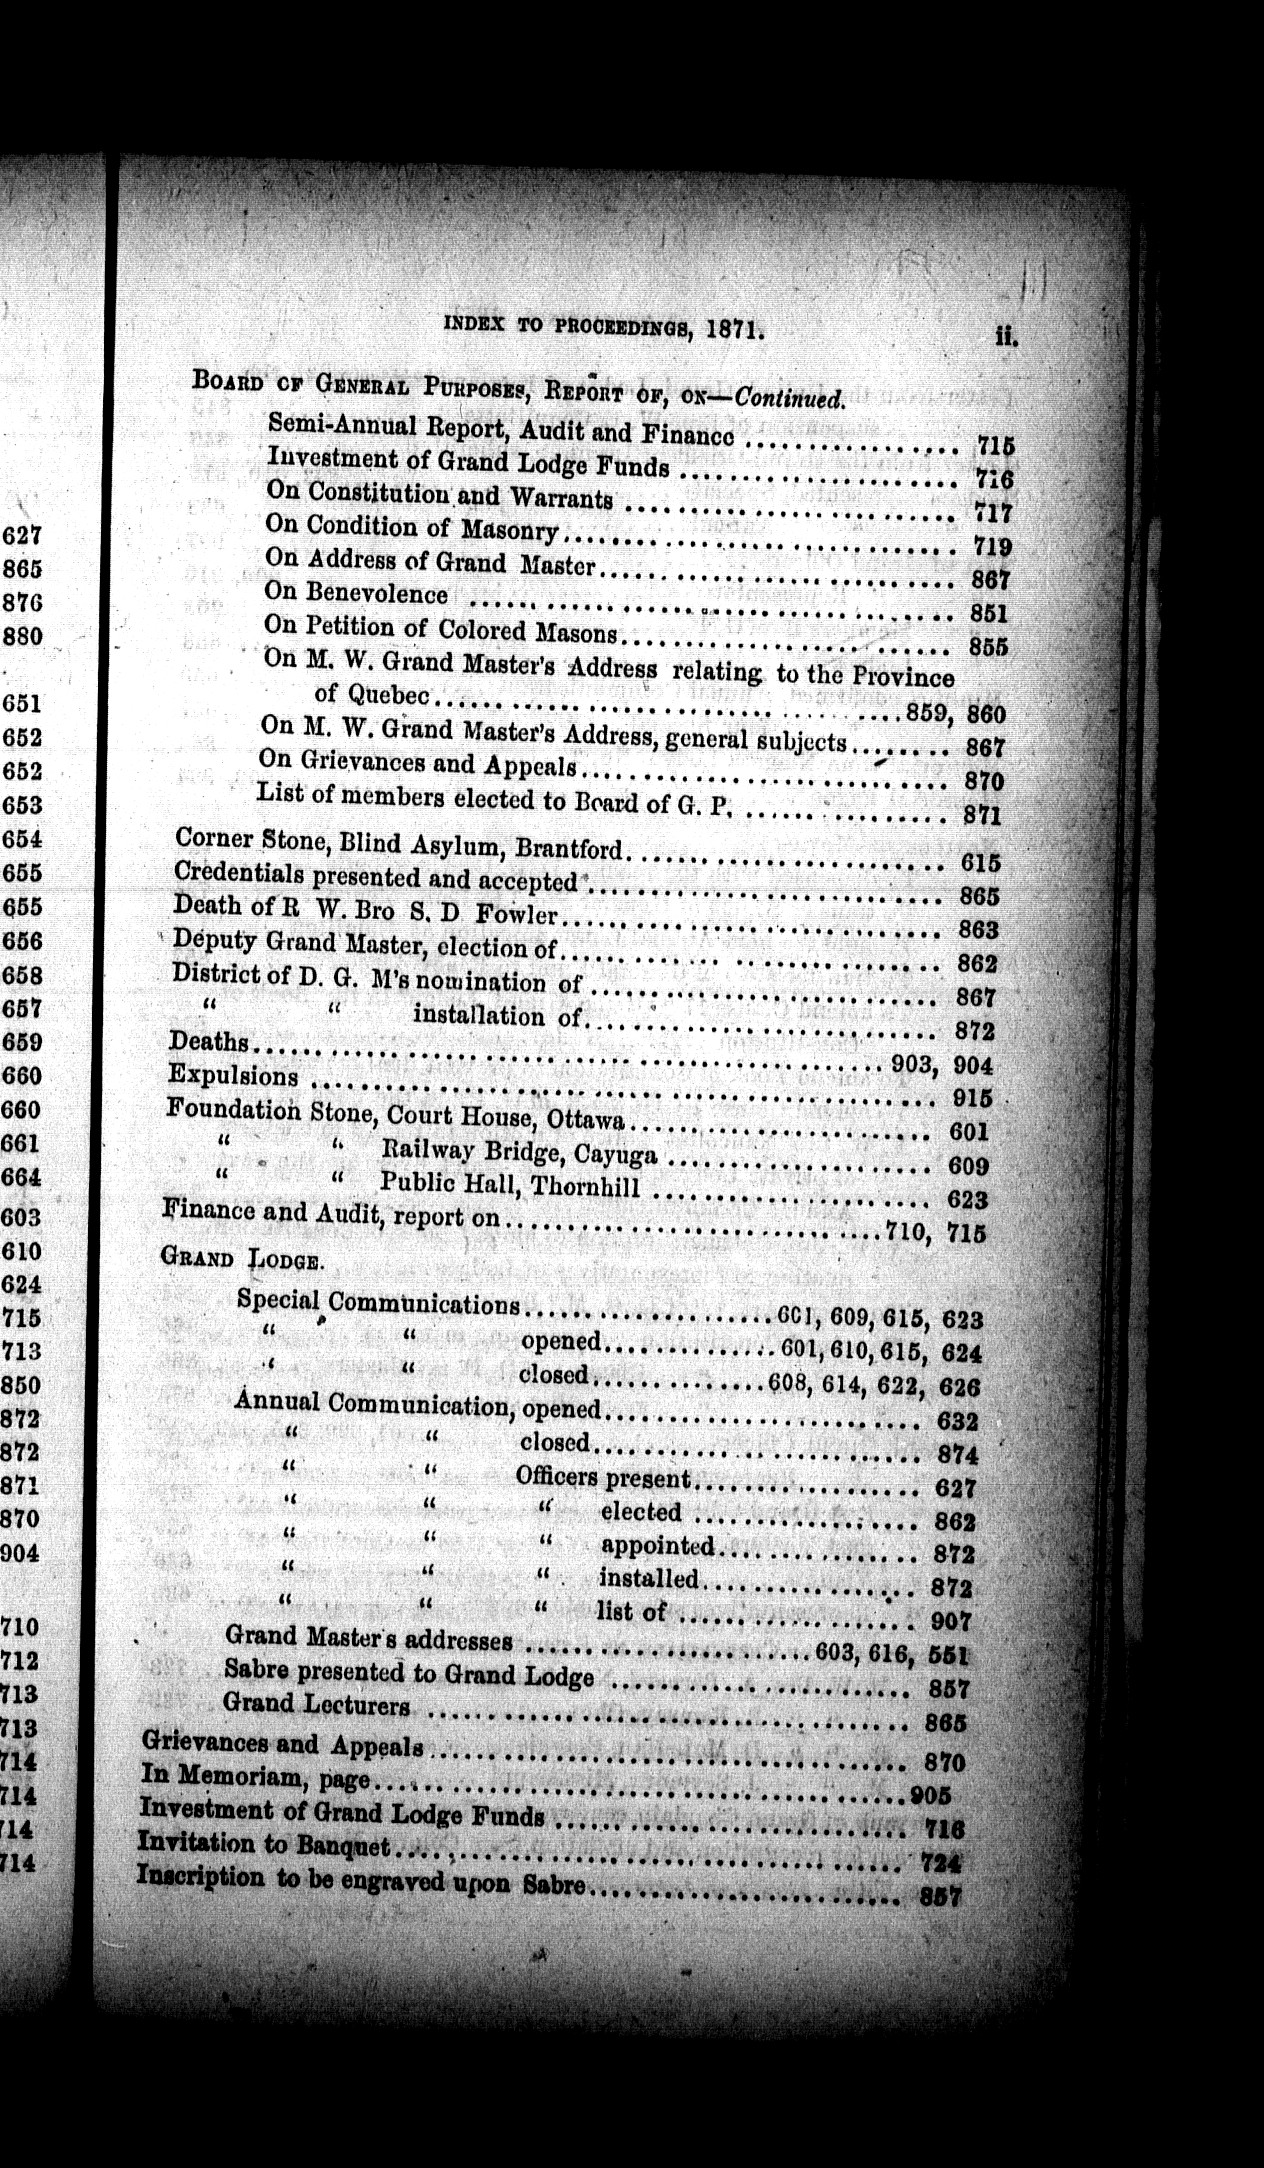 627
865
876
880
651
652
652
653
654
655
655
656
658
657
659
660
660
661
664
603
610
624
715
713
850
872
872
871
870
904
710
712
713
713
714
714
714
714
INDEX TO PROCEEDINGS, 1871. ii.
BOARD OF GENERAL PURPOSES, REPORT OF, ON—Continued.
Semi-Annual Report, Audit and Finance .................. 715
Investment of Grand Lodge Funds ...................... 716
On Constitution and Warrants .......................... 717
On Condition of Masonry................................ 719
On Address of Grand Master............................. 867
On Benevolence ........................................ 851
On Petition of Colored Masons.......................... 855
On M. W. Grand Master's Address relating to the Province
of Quebec....................................859, 860
On M. W. Grand Master's Address, general subjects........ 867
On Grievances and Appeals.............................. 870
List of members elected to Board of G. P. ................ 871
Corner Stone, Blind Asylum, Brantford.......................... 615
Credentials presented and accepted............................. 865
Death of R W. Bro S. D Fowler............................... 863
Deputy Grand Master, election of............................... 862
District of D. G. M's nomination of ............................ 867
“ “ installation of............................. 872
Deaths..................................................903, 904
Expulsions ................................................... 915
Foundation Stone, Court House, Ottawa......................... 601
“ “ Railway Bridge, Cayuga ...................... 609
“ “ Public Hall, Thornhill ....................... 623
Finance and Audit, report on...............................710, 715
GRAND LODGE.
Special Communications....................601, 609, 615, 623
“ “ opened..............601, 610, 615, 624
“ “ closed..............608, 614, 622, 626
Annual Communication, opened.......................... 632
“ “ closed........................... 874
“ “ Officers present................... 627
“ “ “ elected ................... 862
“ “ “ appointed................. 872
“ “ “ installed.................. 872
“ “ “ list of .................... 907
Grand Master's addresses .......................603, 616, 551
Sabre presented to Grand Lodge ......................... 857
Grand Lecturers ....................................... 865
Grievances and Appeals........................................ 870
In Memoriam, page............................................905
Investment of Grand Lodge Funds ............................. 716
Invitation to Banquet.......................................... 724
Inscription to be engraved upon Sabre.......................... 857